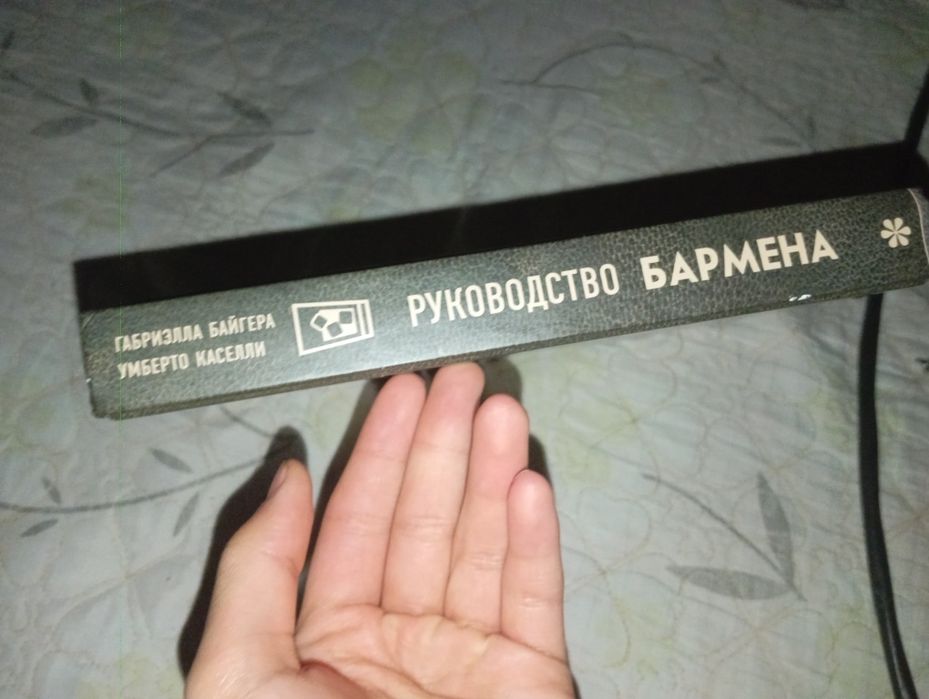 ГАБРИЭЛЛА БАЙГЕРА
УМБЕРТО КАСЕЛЛИ
РУКОВОДСТВО БАРМЕНА